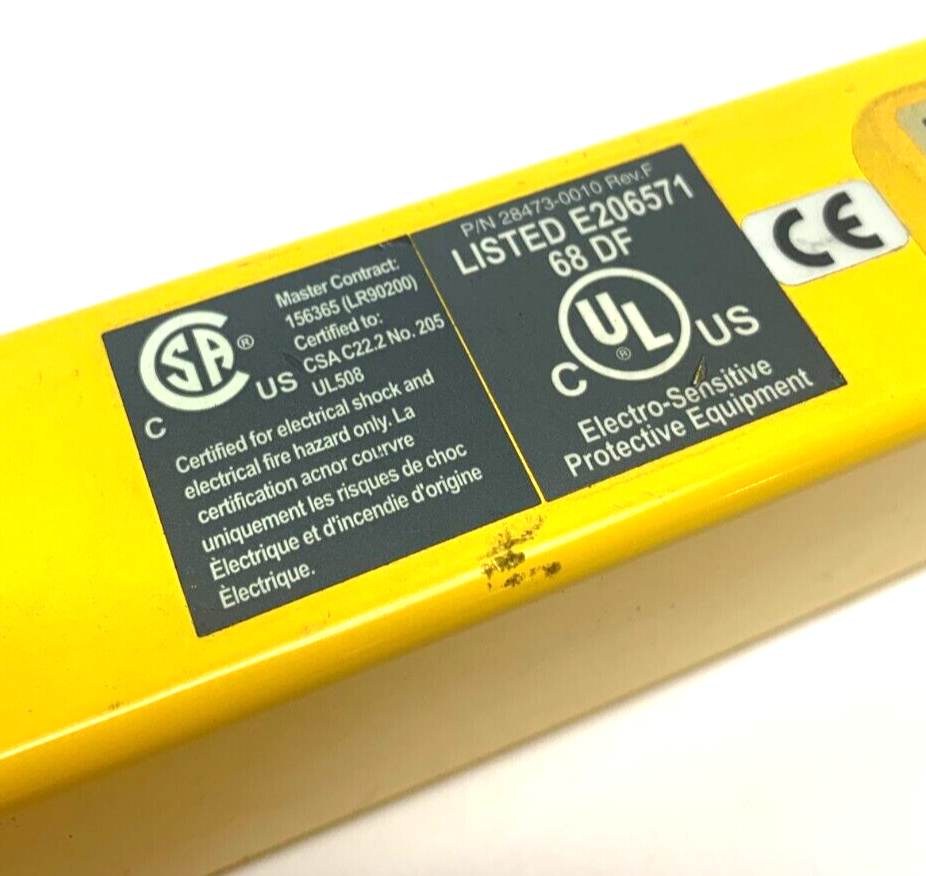 Master Contract:
156365 (LR90200)
Certified to:
CSA C22.2 No. 205
UL508
C CSA ® US
Certified for electrical shock and
electrical fire hazard only. La
certification acnor courvre
uniquement les risques de choc
Èlectrique et d'incendie d'origine
Èlectrique.
P/N 28473-0010 Rev.F
LISTED E206571
68 DF
C UL ® US
Electro-Sensitive
Protective Equipment
CE